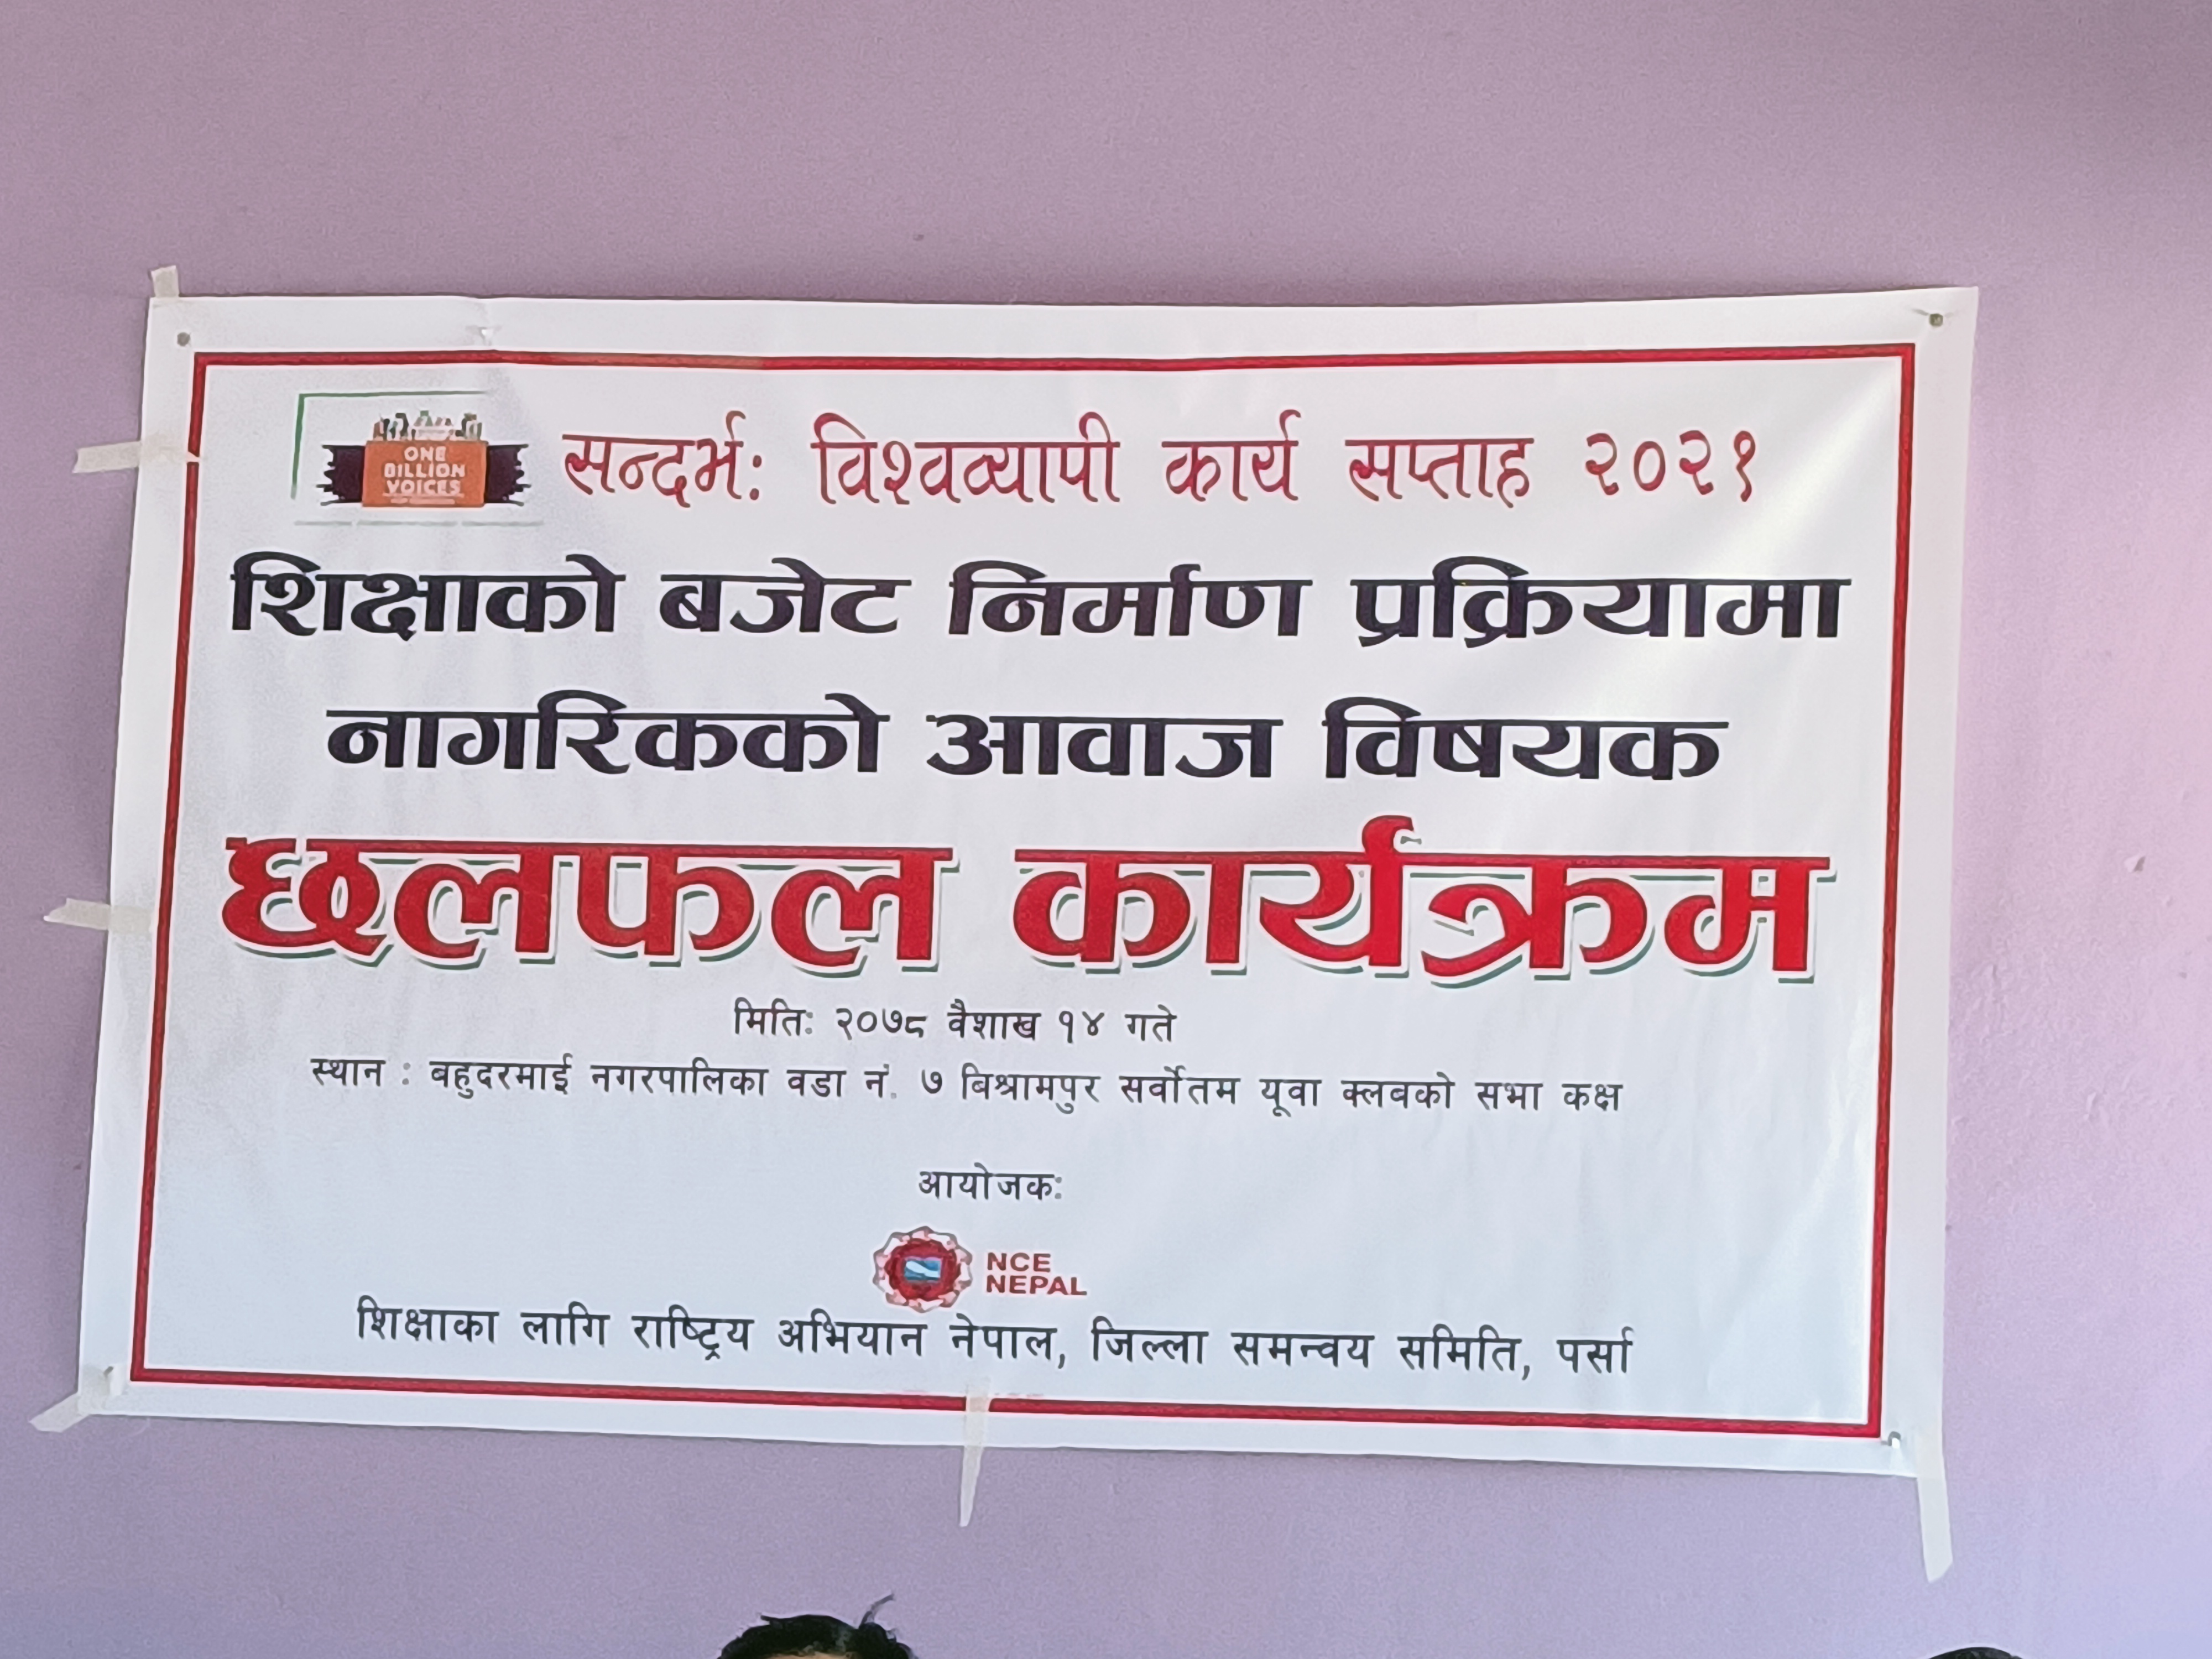 ONE
BILLION
VOICES
सन्दर्भ: विश्वव्यापी कार्य सप्ताह २०२१
शिक्षाको बजेट निर्माण प्रक्रियामा
नागरिकको आवाज विषयक
छलफल कार्यक्रम
मिति: २०७८ वैशाख १४ गते
स्थान : बहुदरमाई नगरपालिका वडा नं. ७ बिश्रामपुर सर्वोतम यूवा क्लबको सभा कक्ष
आयोजक:
NCE
NEPAL
शिक्षाका लागि राष्ट्रिय अभियान नेपाल, जिल्ला समन्वय समिति, पर्सा